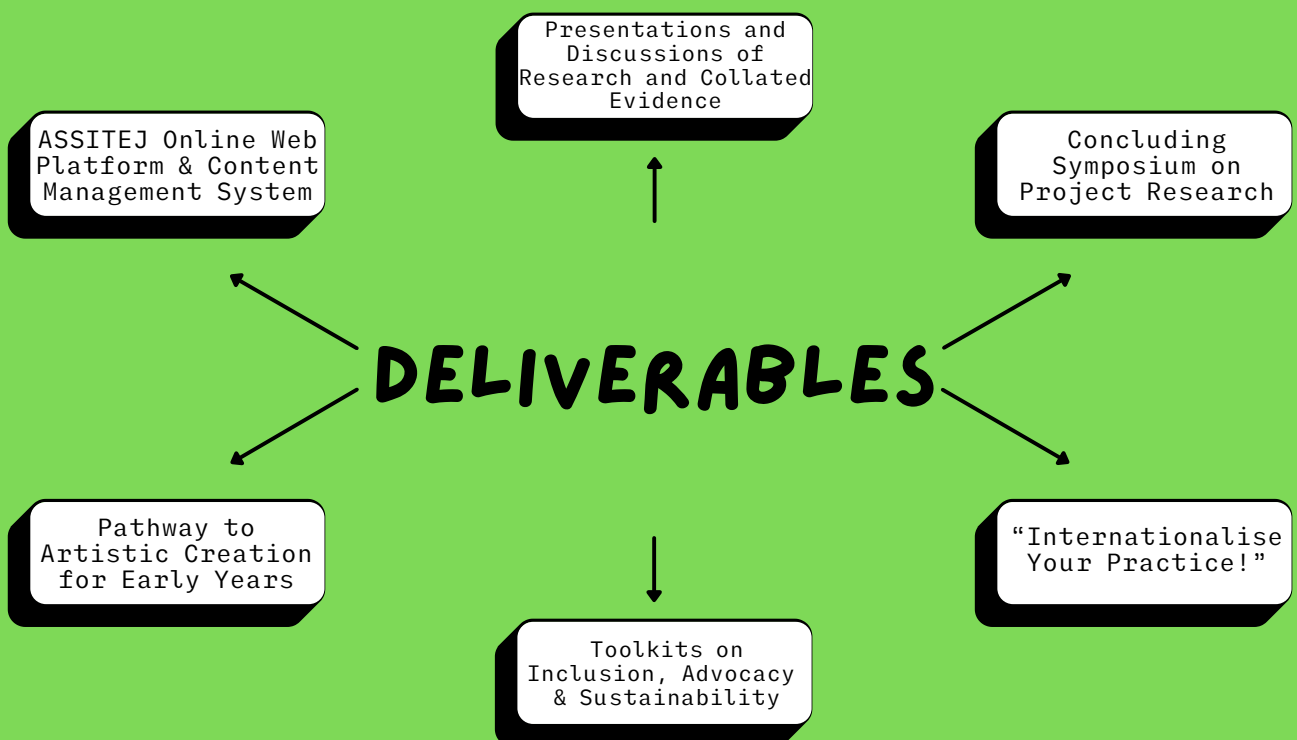 Presentations and
Discussions of
Research and Collated
Evidence
ASSITEJ Online Web
Platform & Content
Management System
Concluding
Symposium on
Project Research
DELIVERABLES
Pathway to
Artistic Creation
for Early Years
“Internationalise
Your Practice!”
Toolkits on
Inclusion, Advocacy
& Sustainability